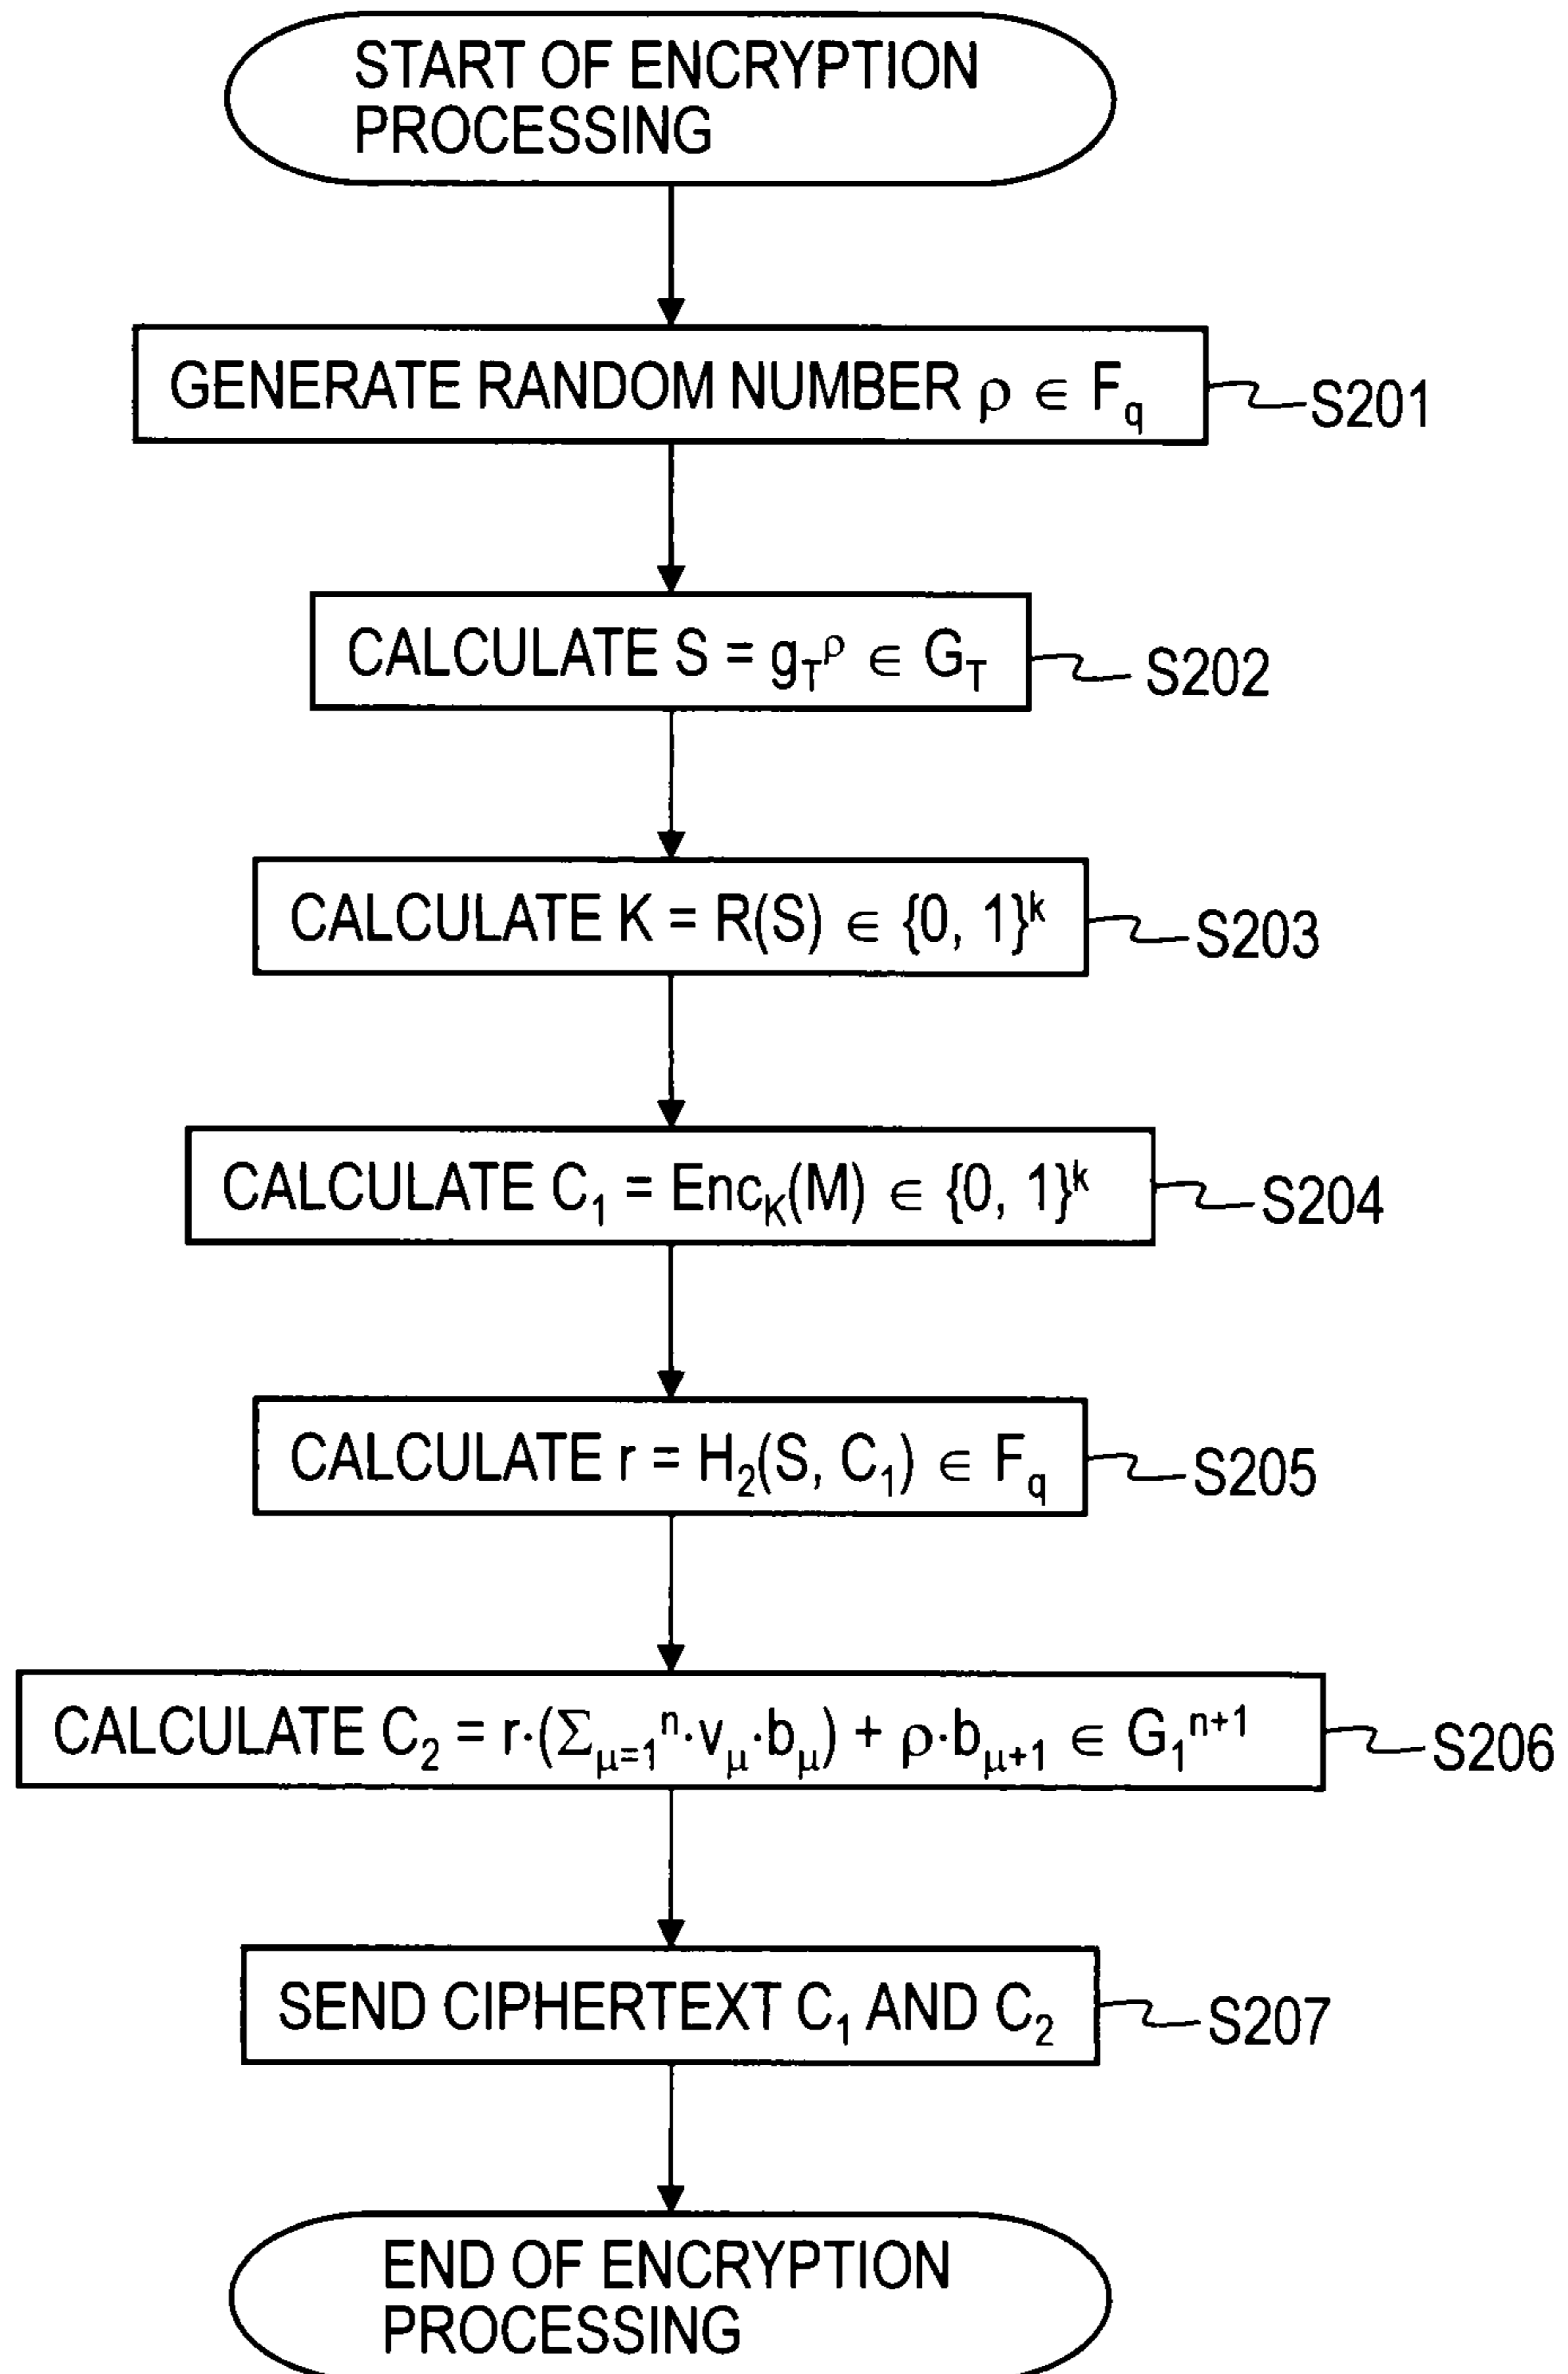 START OF ENCRYPTION
PROCESSING
GENERATE RANDOM NUMBER ρ ∈ F_q
S201
CALCULATE S = g_T^ρ ∈ G_T
S202
CALCULATE K = R(S) ∈ {0, 1}^k
S203
CALCULATE C_1 = Enc_K(M) ∈ {0, 1}^k
S204
CALCULATE r = H_2(S, C_1) ∈ F_q
S205
CALCULATE C_2 = r·(Σ_{μ=1}^n·v_μ·b_μ) + ρ·b_{μ+1} ∈ G_1^{n+1}
S206
SEND CIPHERTEXT C_1 AND C_2
S207
END OF ENCRYPTION
PROCESSING